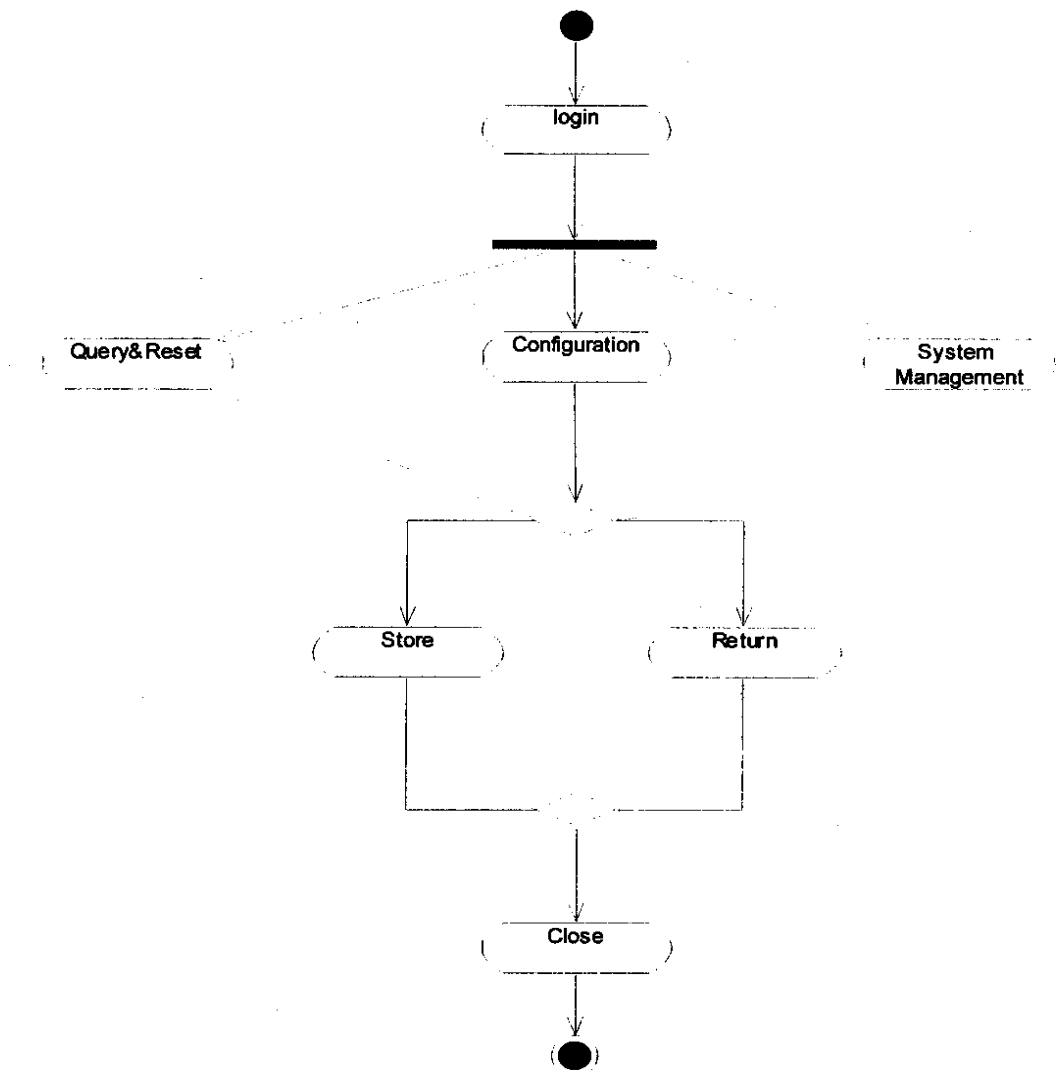 login
Query&Reset
Configuration
System
Management
Store
Return
Close